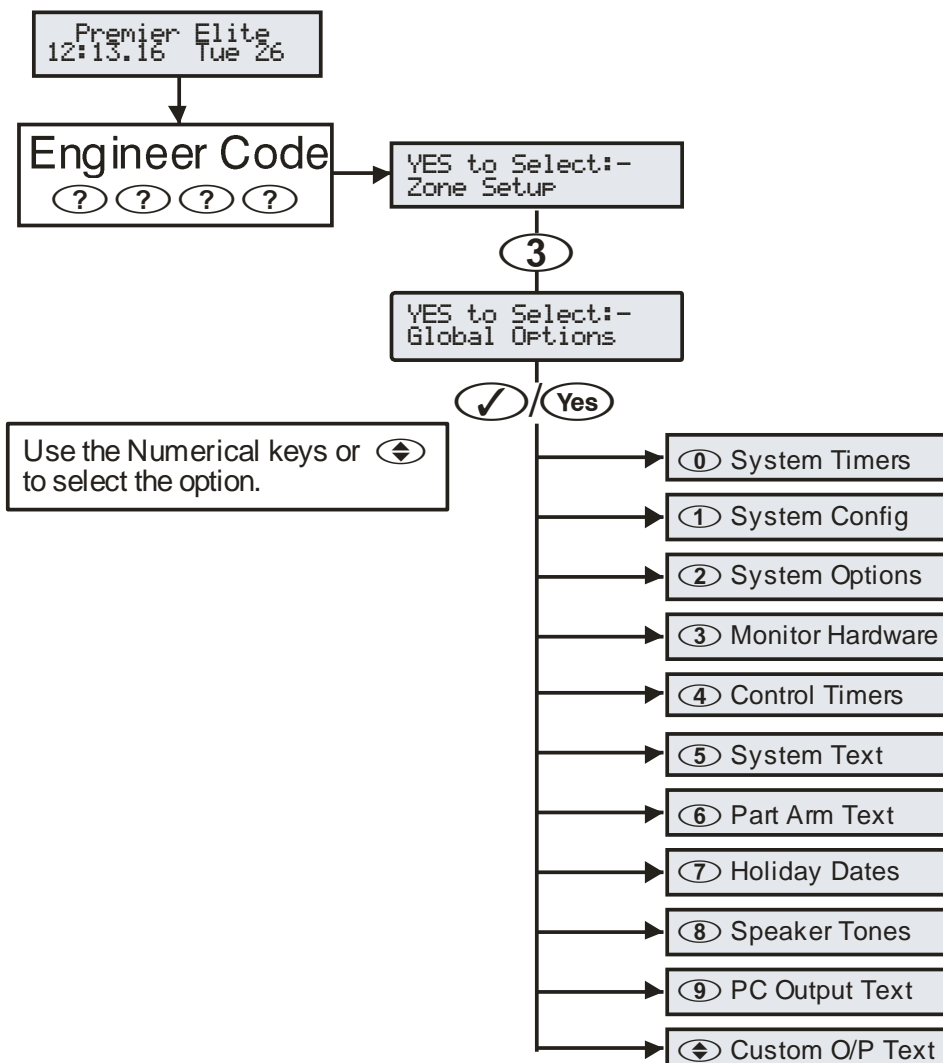 Premier Elite
12:13.16 Tue 26
Engineer Code
? ? ? ?
YES to Select:-
Zone Setup
3
YES to Select:-
Global Options
✓/Yes
Use the Numerical keys or
to select the option.
0 System Timers
1 System Config
2 System Options
3 Monitor Hardware
4 Control Timers
5 System Text
6 Part Arm Text
7 Holiday Dates
8 Speaker Tones
9 PC Output Text
Custom O/P Text